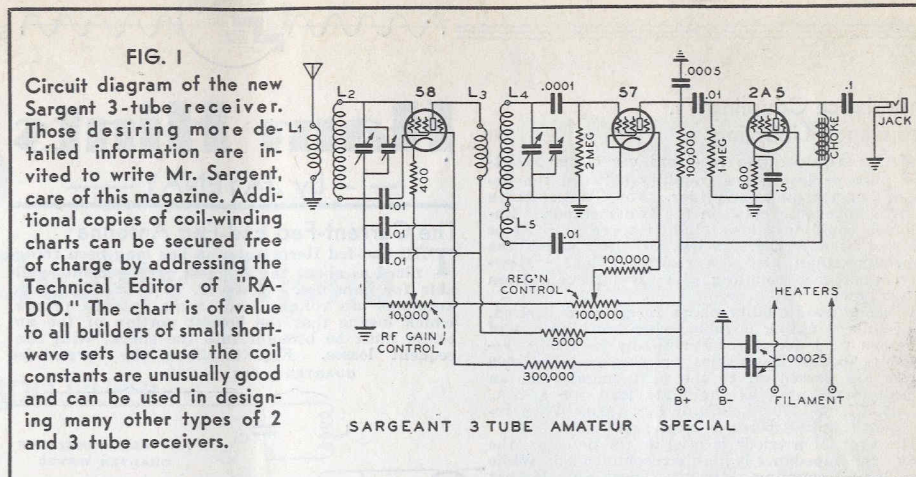 FIG. I
Circuit diagram of the new
Sargent 3-tube receiver.
Those desiring more de-
tailed information are in-
vited to write Mr. Sargent,
care of this magazine. Addi-
tional copies of coil-winding
charts can be secured free
of charge by addressing the
Technical Editor of "RA-
DIO." The chart is of value
to all builders of small short-
wave sets because the coil
constants are unusually good
and can be used in design-
ing many other types of 2
and 3 tube receivers.
L1
L2
58
400
.01
.01
.01
L3
L4
L5
.0001
2 MEG
57
.01
.0005
.01
100,000
1 MEG
2A5
600
.5
CHOKE
.1
JACK
10,000
RF GAIN
CONTROL
REG'N
CONTROL
100,000
100,000
5000
300,000
HEATERS
.00025
B+
B-
FILAMENT
SARGEANT 3 TUBE AMATEUR SPECIAL